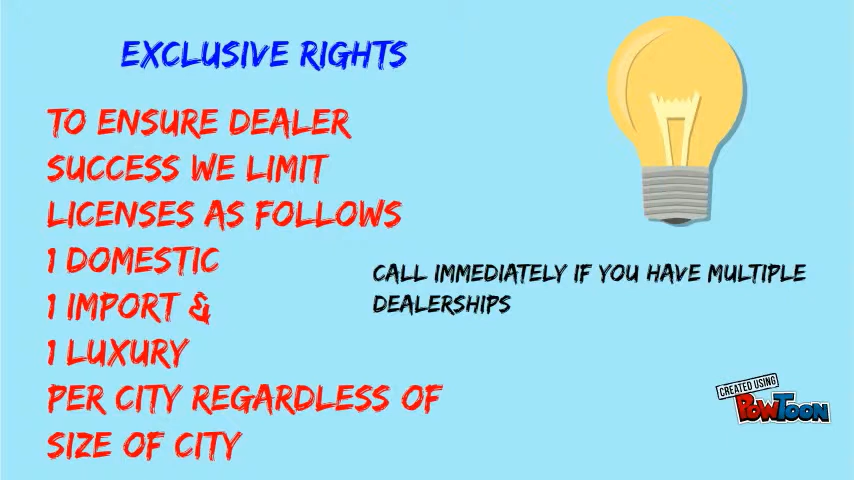 EXCLUSIVE RIGHTS
TO ENSURE DEALER
SUCCESS WE LIMIT
LICENSES AS FOLLOWS
1 DOMESTIC
1 IMPORT &
1 LUXURY
PER CITY REGARDLESS OF
SIZE OF CITY
CALL IMMEDIATELY IF YOU HAVE MULTIPLE
DEALERSHIPS
CREATED USING
POWTOON